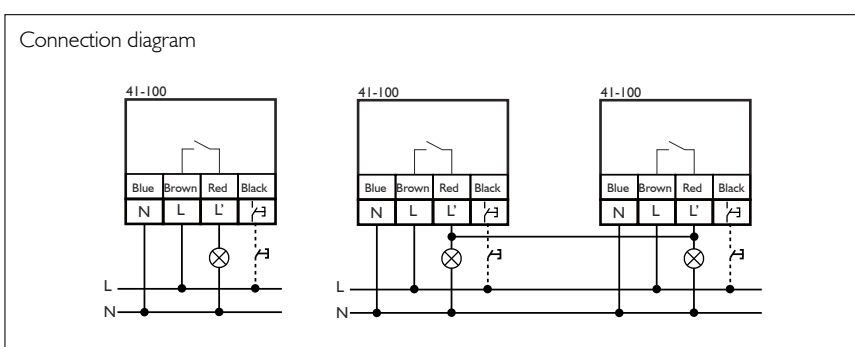 Connection diagram
41-100
Blue Brown Red Black
N L L’
L
N
41-100
Blue Brown Red Black
N L L’
41-100
Blue Brown Red Black
N L L’
L
N